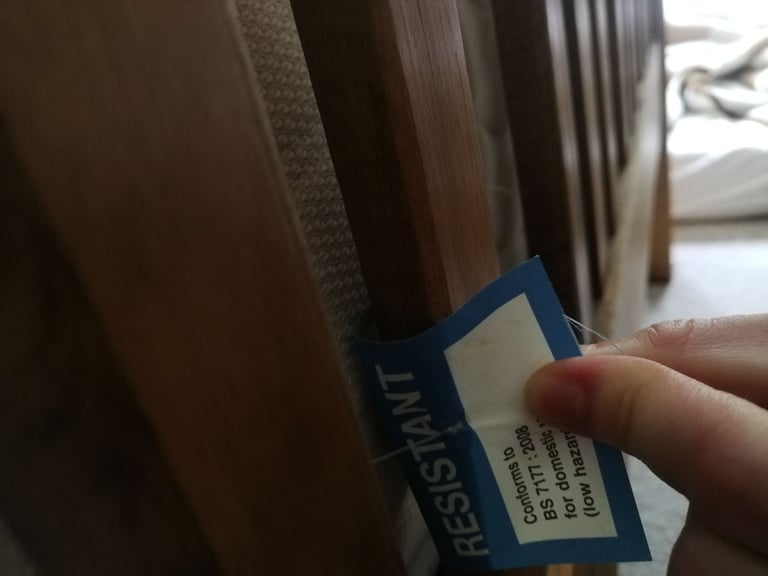 RESISTANT
Conforms to
BS 7177 : 2008
for domestic
(low hazard